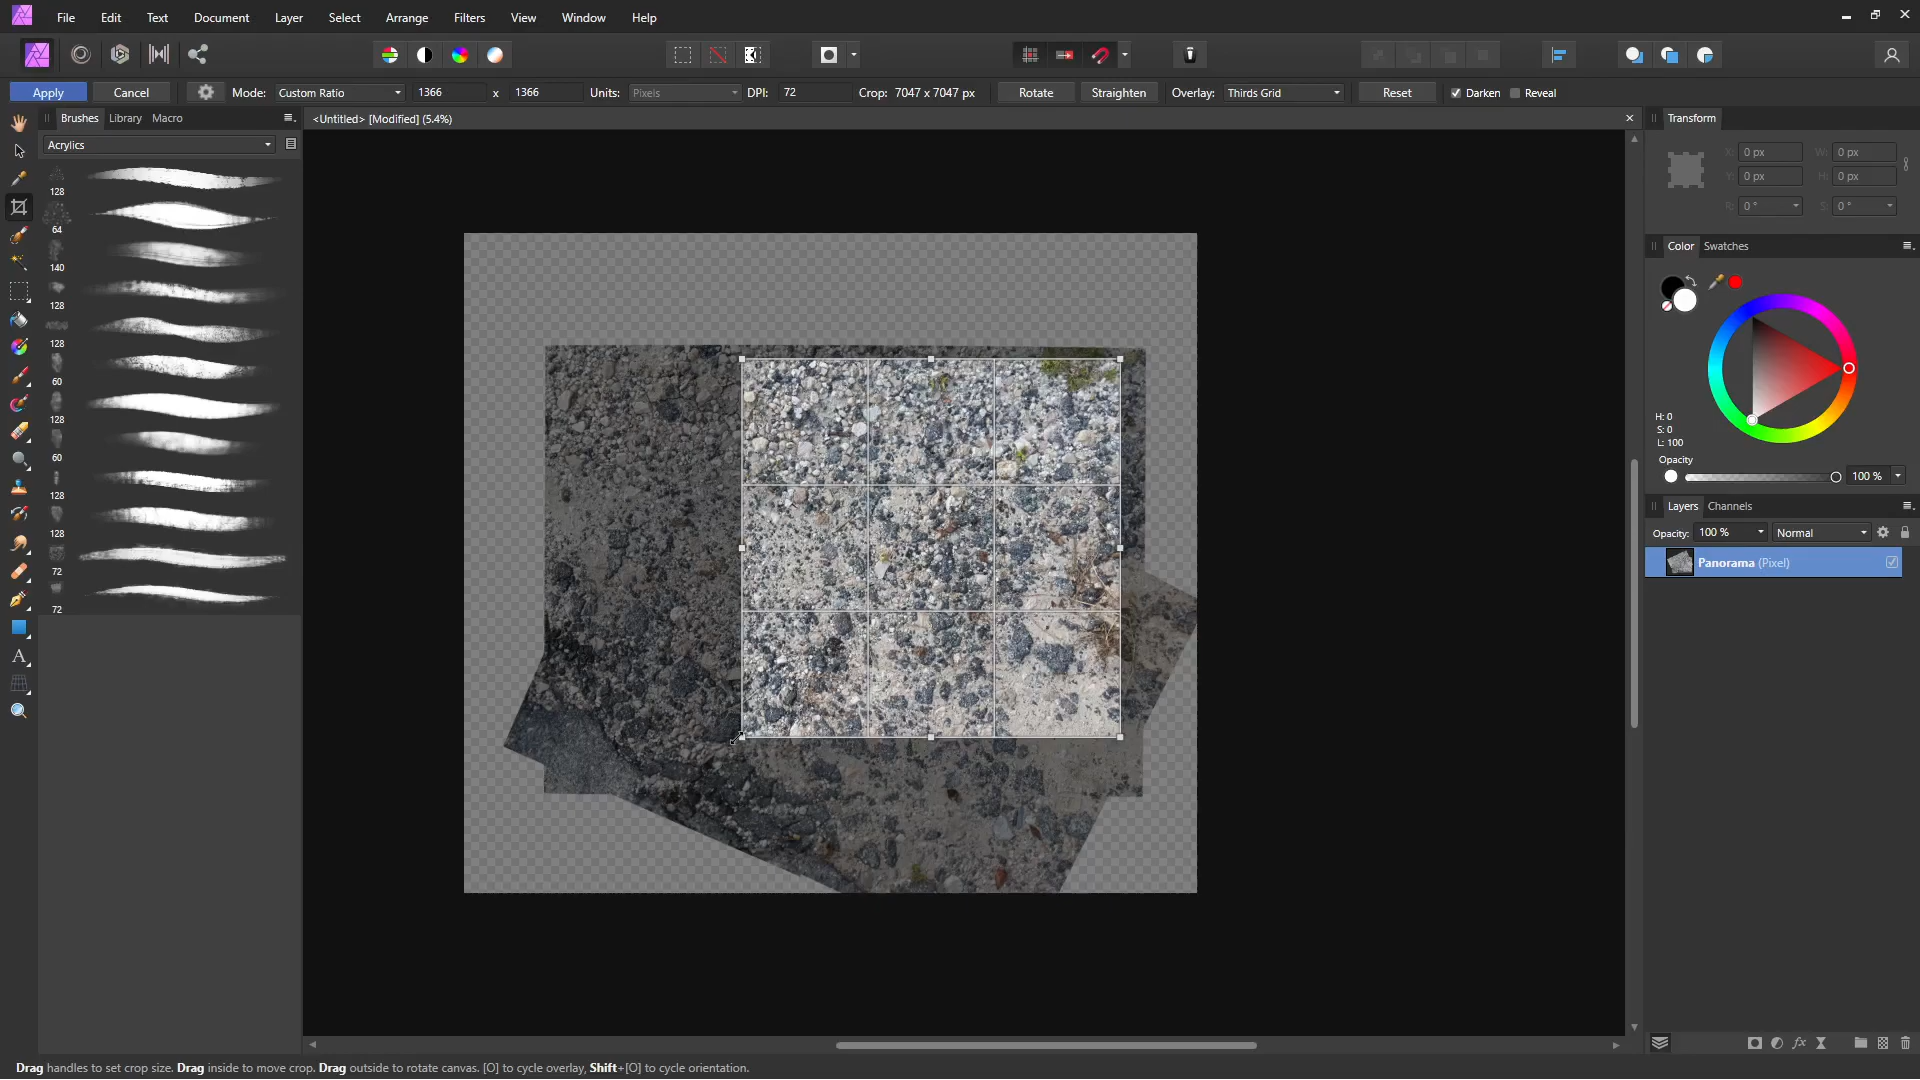 File Edit Text Document Layer Select Arrange Filters View Window Help
Apply Cancel Mode: Custom Ratio 1366 x 1366 Units: Pixels DPI: 72 Crop: 7047 x 7047 px Rotate Straighten Overlay: Thirds Grid Reset Darken Reveal
Brushes Library Macro
<Untitled> [Modified] (5.4%)
Transform
Acrylics
X: 0 px W: 0 px
Y: 0 px H: 0 px
R: 0 ° S: 0 °
128
64
140
128
128
60
128
60
128
128
72
72
Color Swatches
H: 0
S: 0
L: 100
Opacity
100 %
Layers Channels
Opacity: 100 % Normal
Panorama (Pixel)
A
fx
Drag handles to set crop size. Drag inside to move crop. Drag outside to rotate canvas. [O] to cycle overlay, Shift+[O] to cycle orientation.